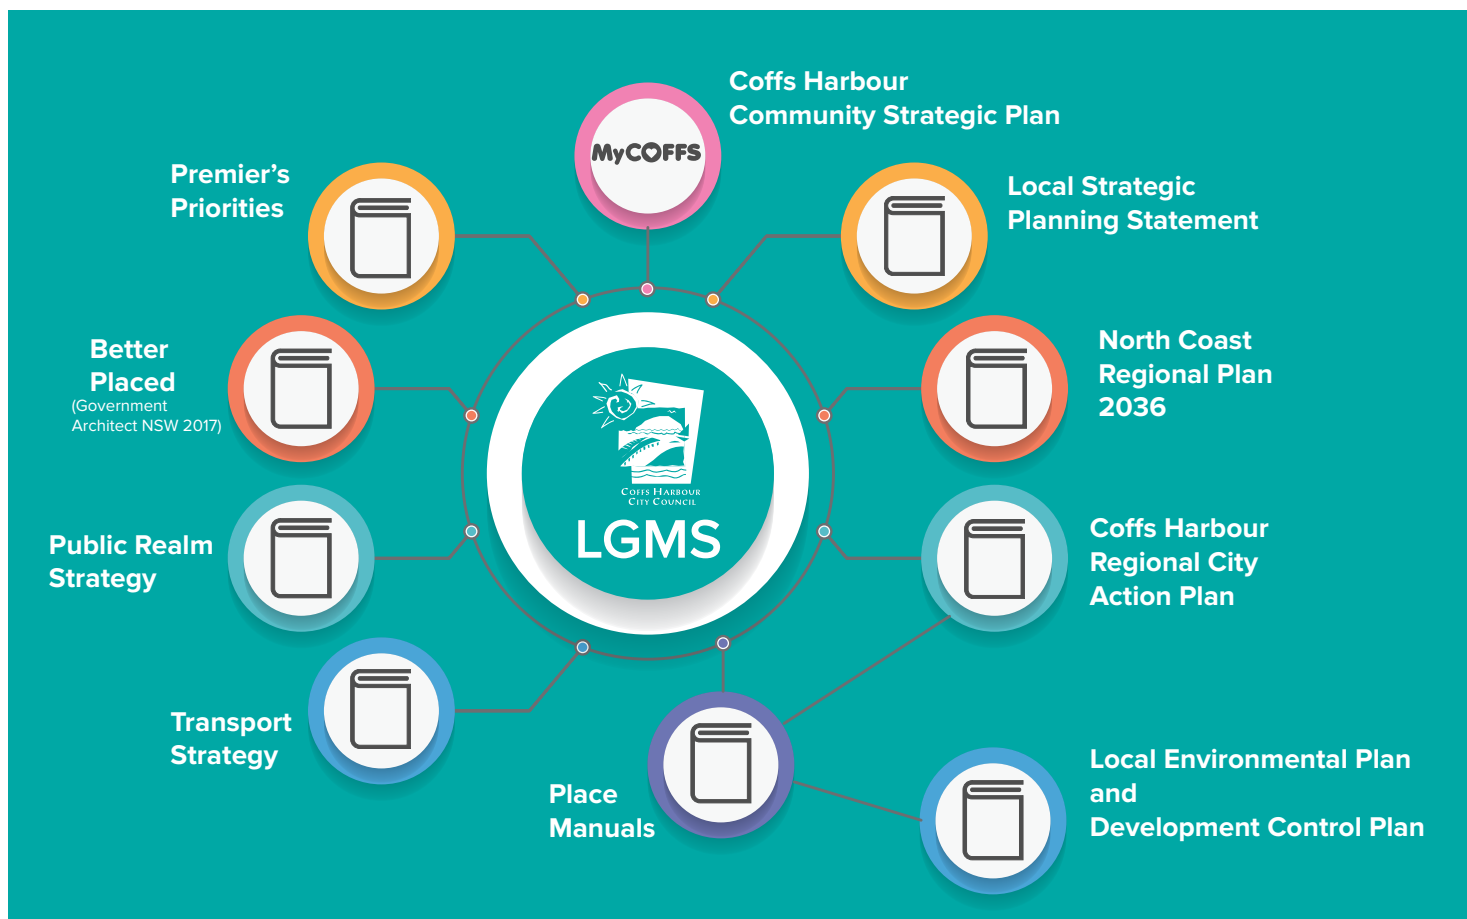 Coffs Harbour
Community Strategic Plan
MyCOFFS
Premier’s
Priorities
Local Strategic
Planning Statement
Better
Placed
(Government
Architect NSW 2017)
North Coast
Regional Plan
2036
COFFS HARBOUR
CITY COUNCIL
LGMS
Public Realm
Strategy
Coffs Harbour
Regional City
Action Plan
Transport
Strategy
Place
Manuals
Local Environmental Plan
and
Development Control Plan